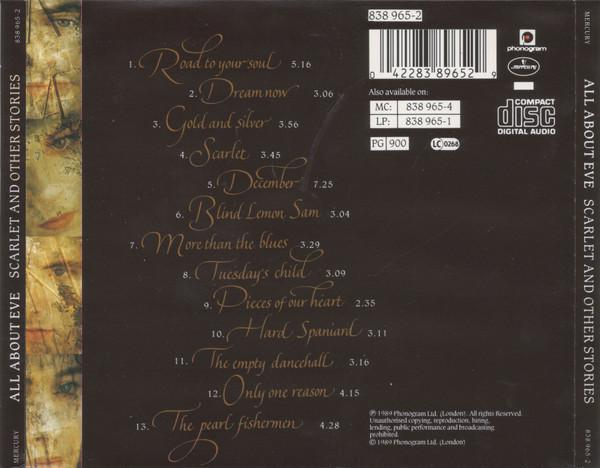 MERCURY
838 965-2
ALL ABOUT EVE SCARLET AND OTHER STORIES
1. Road to your soul 5.16
2. Dream now 3.06
3. Gold and silver 3.56
4. Scarlet 3.45
5. December 7.25
6. Blind Lemon Sam 3.04
7. More than the blues 3.29
8. Tuesday's child 3.09
9. Pieces of our heart 2.35
10. Hard Spaniard 3.11
11. The empty dancehall 3.16
12. Only one reason 4.15
13. The pearl fishermen 4.28
838 965-2
0 42283 89652 9
phonogram
mercury
Also available on:
MC: 838 965-4
LP: 838 965-1
PG 900
LC 0268
COMPACT
disc
DIGITAL AUDIO
℗ 1989 Phonogram Ltd. (London). All rights Reserved.
Unauthorised copying, reproduction, hiring,
lending, public performance and broadcasting
prohibited.
© 1989 Phonogram Ltd. (London)
MERCURY
ALL ABOUT EVE SCARLET AND OTHER STORIES
838 965-2